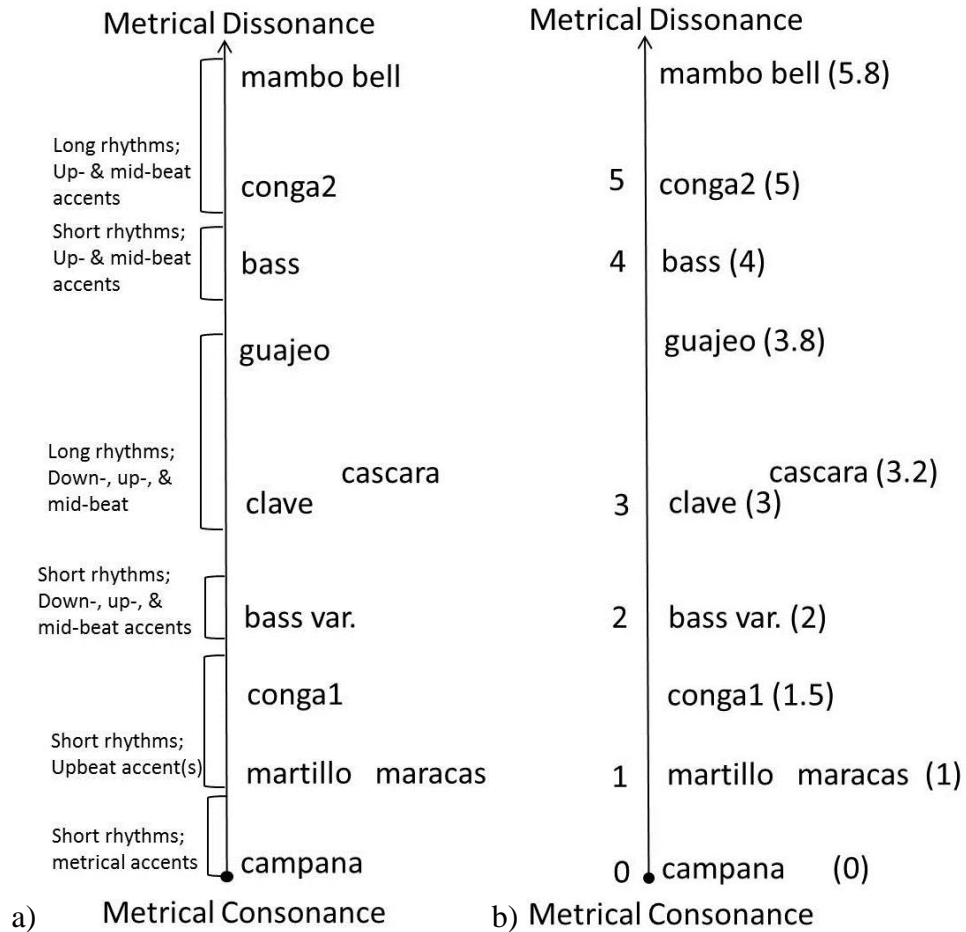 Metrical Dissonance
mambo bell
Long rhythms;
Up- & mid-beat
accents
conga2
Short rhythms;
Up- & mid-beat
accents
bass
guajeo
Long rhythms;
Down-, up-, &
mid-beat
cascara
clave
Short rhythms;
Down-, up-, &
mid-beat accents
bass var.
conga1
Short rhythms;
Upbeat accent(s)
martillo maracas
Short rhythms;
metrical accents
campana
a) Metrical Consonance
Metrical Dissonance
mambo bell (5.8)
5 conga2 (5)
4 bass (4)
guajeo (3.8)
cascara (3.2)
3 clave (3)
2 bass var. (2)
conga1 (1.5)
1 martillo maracas (1)
0 campana (0)
b) Metrical Consonance